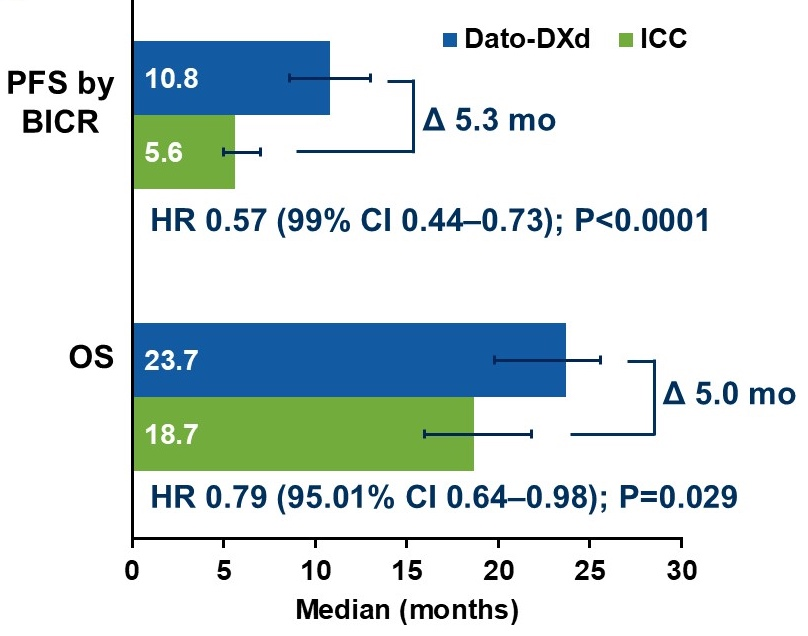 Dato-DXd ICC
PFS by
BICR
10.8
5.6
Δ 5.3 mo
HR 0.57 (99% CI 0.44–0.73); P<0.0001
OS
23.7
18.7
Δ 5.0 mo
HR 0.79 (95.01% CI 0.64–0.98); P=0.029
0 5 10 15 20 25 30
Median (months)